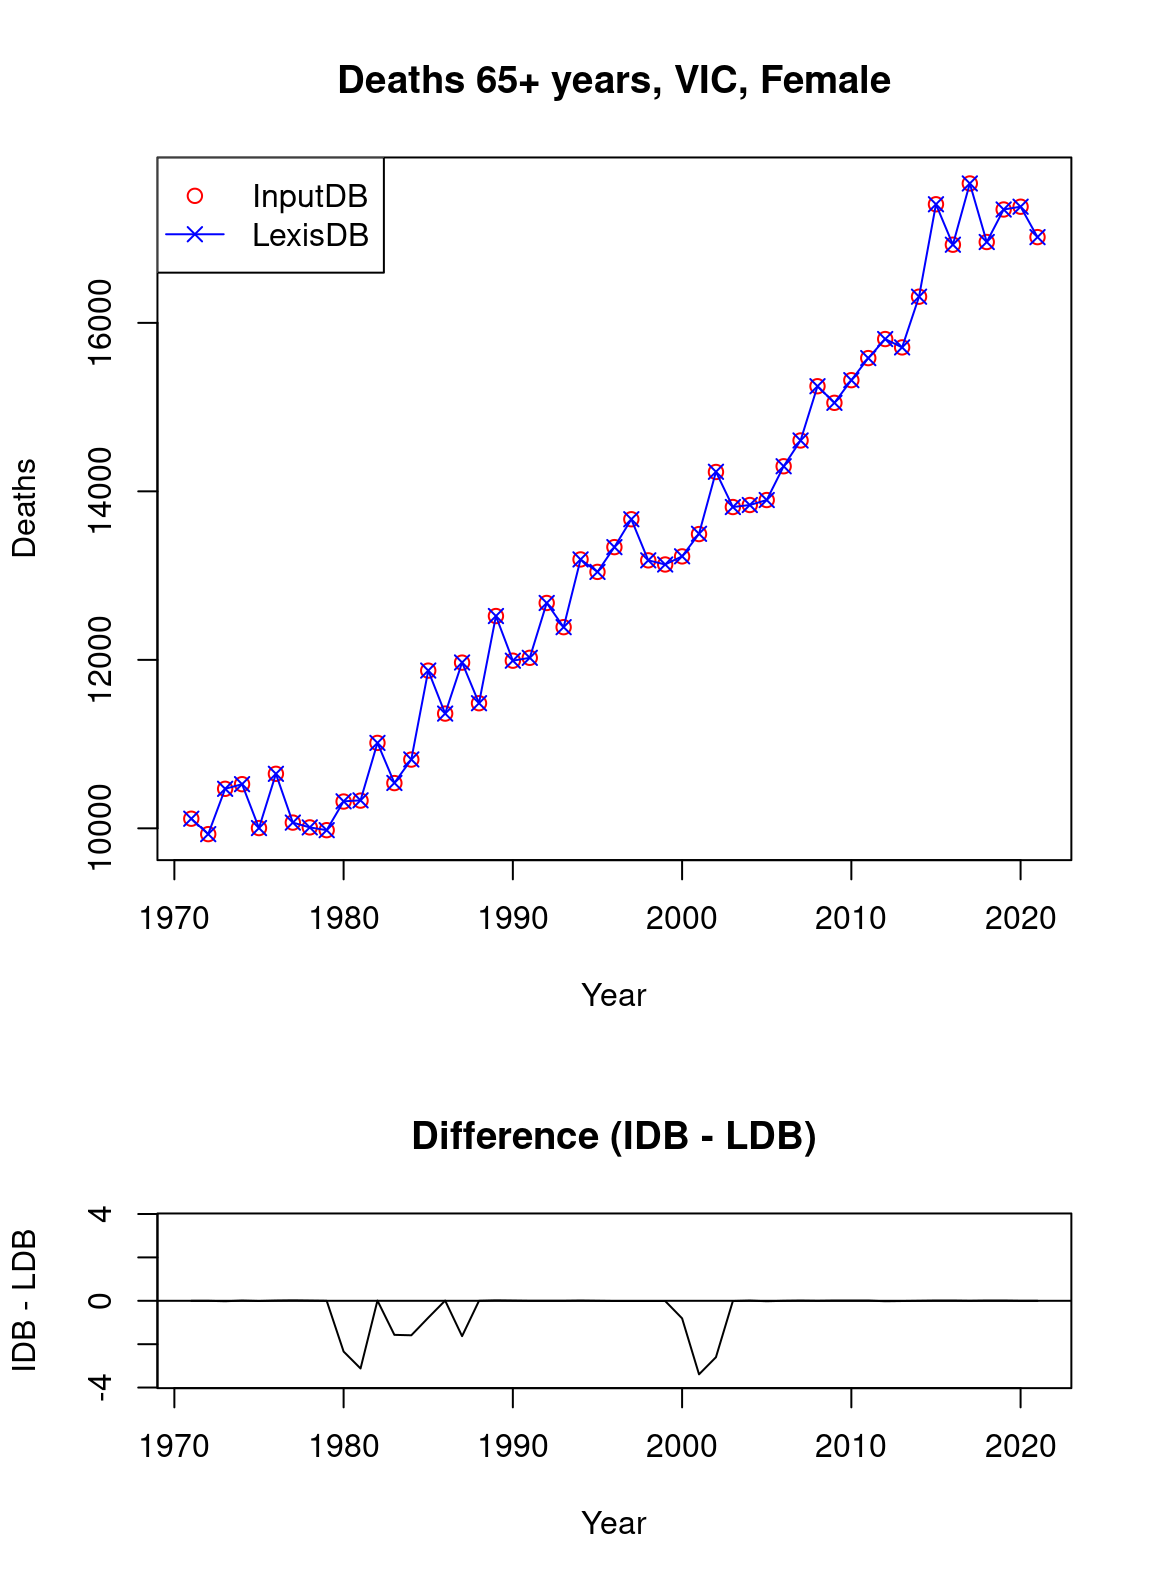 Deaths 65+ years, VIC, Female
InputDB
LexisDB
Deaths
16000
14000
12000
10000
1970 1980 1990 2000 2010 2020
Year
Difference (IDB - LDB)
IDB - LDB
4
0
-4
1970 1980 1990 2000 2010 2020
Year